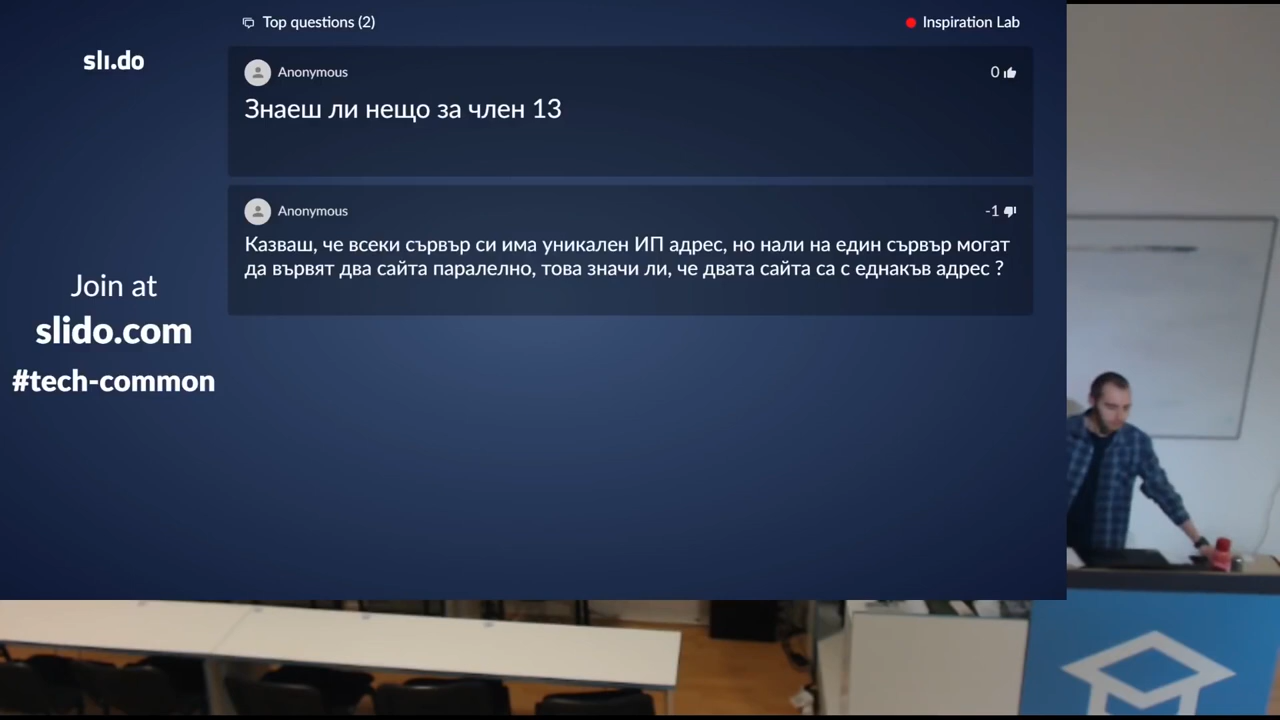 Top questions (2)
Inspiration Lab
sli.do
Anonymous
0
Знаеш ли нещо за член 13
Anonymous
-1
Казваш, че всеки сървър си има уникален ИП адрес, но нали на един сървър могат
да вървят два сайта паралелно, това значи ли, че двата сайта са с еднакъв адрес ?
Join at
slido.com
#tech-common